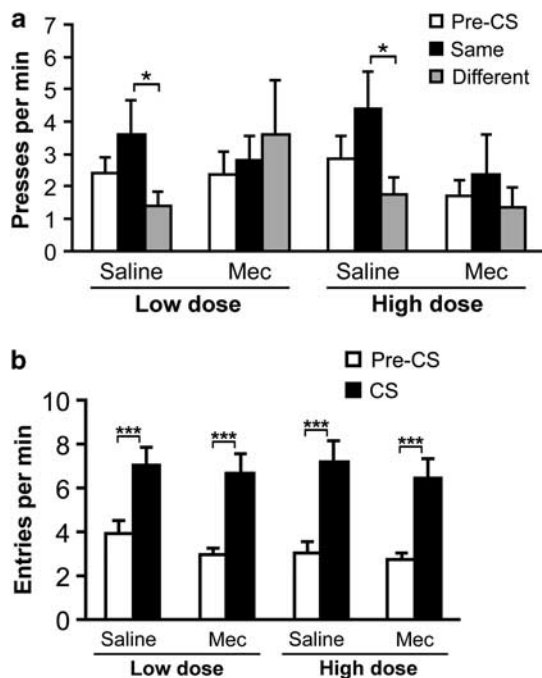 a
Pre-CS
Same
Different
Presses per min
7
6
5
4
3
2
1
0
*
*
Saline Mec Saline Mec
Low dose High dose
b
Pre-CS
CS
Entries per min
10
8
6
4
2
0
*** *** *** ***
Saline Mec Saline Mec
Low dose High dose